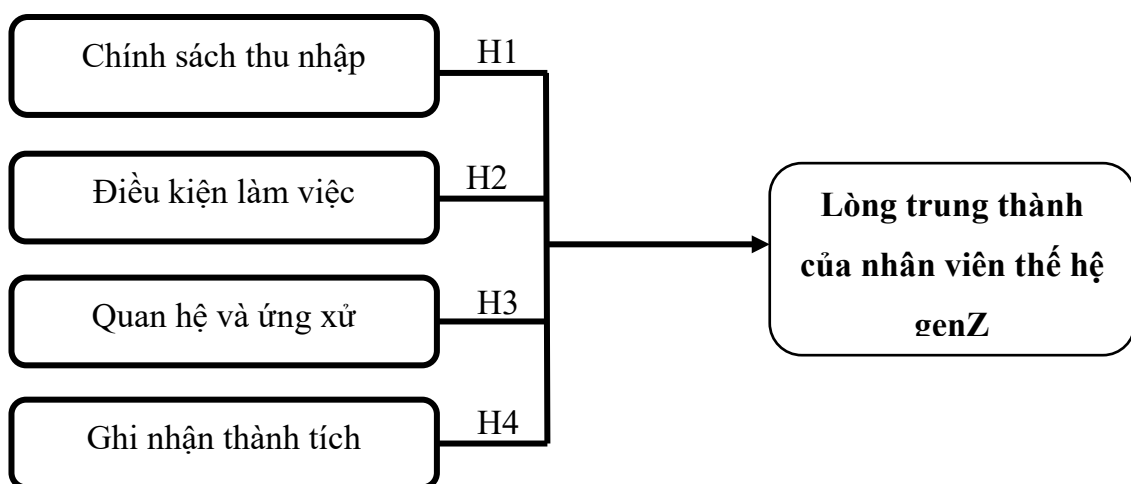 Chính sách thu nhập
H1
Điều kiện làm việc
H2
Quan hệ và ứng xử
H3
Ghi nhận thành tích
H4
Lòng trung thành
của nhân viên thế hệ
genZ